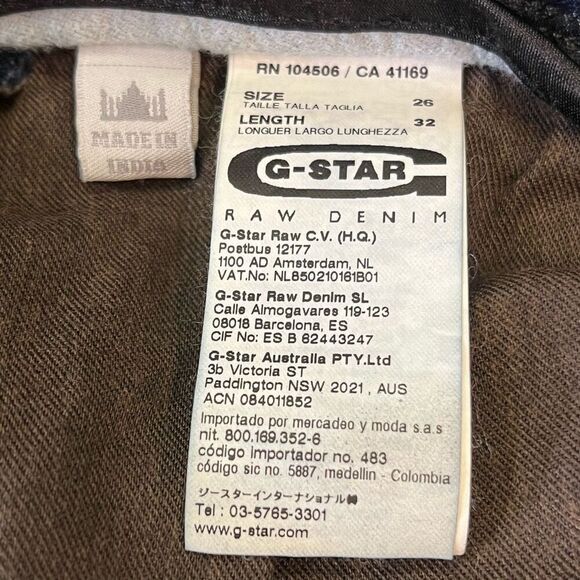 MADE IN
INDIA
RN 104506 / CA 41169
SIZE 26
TAILLE TALLA TAGLIA
LENGTH 32
LONGUER LARGO LUNGHEZZA
G-STAR
RAW DENIM
G-Star Raw C.V. (H.Q.)
Postbus 12177
1100 AD Amsterdam, NL
VAT.No: NL850210161B01
G-Star Raw Denim SL
Calle Almogavares 119-123
08018 Barcelona, ES
CIF No: ES B 62443247
G-Star Australia PTY.Ltd
3b Victoria ST
Paddington NSW 2021 , AUS
ACN 084011852
Importado por mercadeo y moda s.a.s
nit. 800.169.352-6
código importador no. 483
código sic no. 5887, medellin - Colombia
ジースターインターナショナル㈱
Tel : 03-5765-3301
www.g-star.com